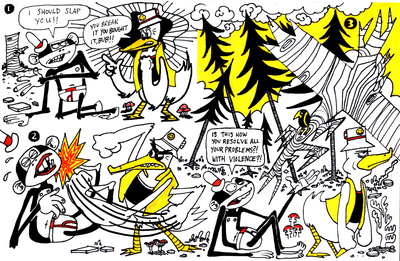 1
I SHOULD SLAP
YOU!!
YOU BREAK
IT YOU BOUGHT
IT, BUB!!
2
3
IS THIS HOW
YOU RESOLVE ALL
YOUR PROBLEMS?!
WITH VIOLENCE?!